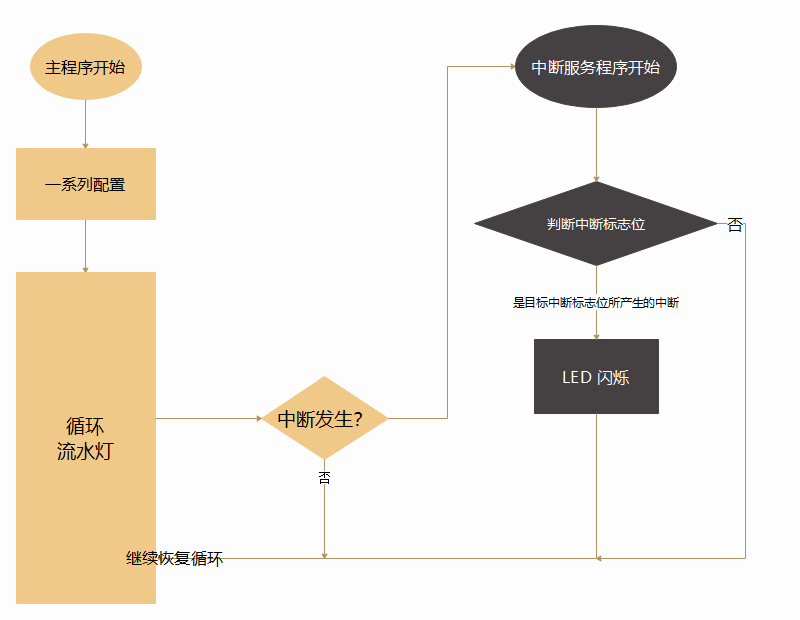 主程序开始
一系列配置
循环
流水灯
中断发生？
否
继续恢复循环
中断服务程序开始
判断中断标志位
否
是目标中断标志位所产生的中断
LED 闪烁